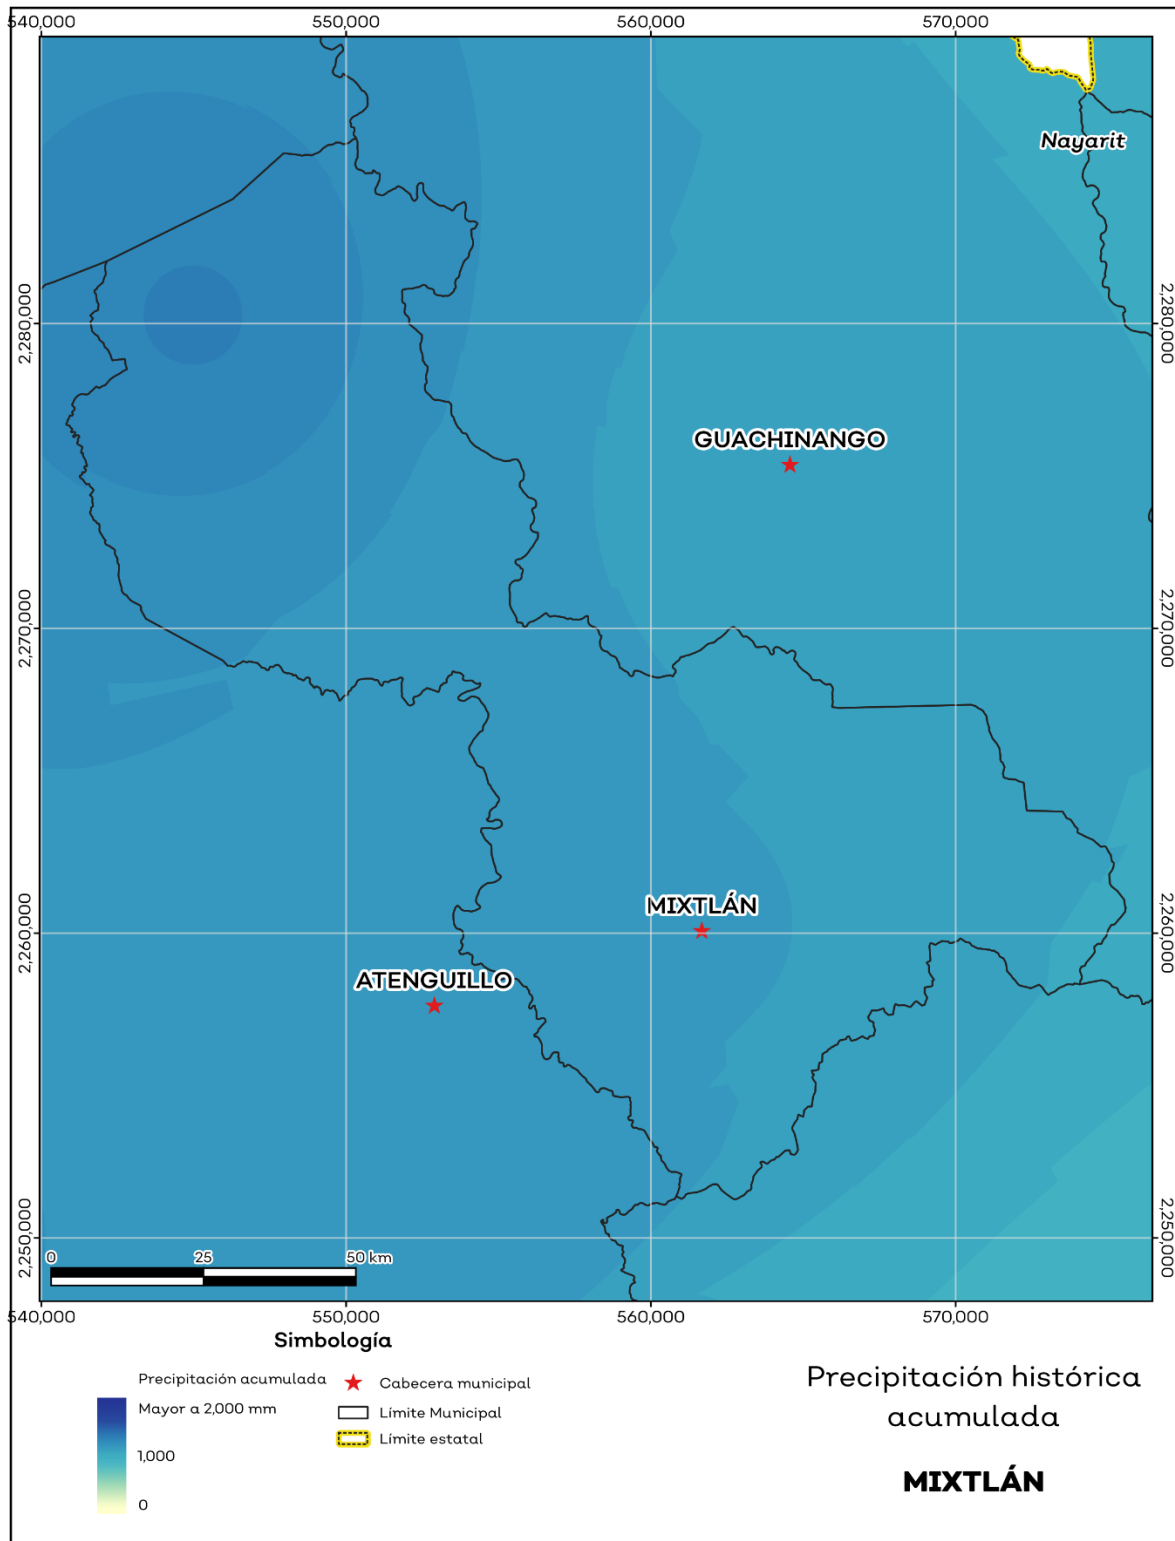 540,000
550,000
560,000
570,000
Nayarit
2,280,000
2,280,000
GUACHINANGO
2,270,000
2,270,000
MIXTLÁN
2,260,000
2,260,000
ATENGUILLO
2,250,000
2,250,000
0
25
50 km
540,000
550,000
560,000
570,000
Simbología
Precipitación acumulada
Mayor a 2,000 mm
1,000
0
Cabecera municipal
Límite Municipal
Límite estatal
Precipitación histórica
acumulada
MIXTLÁN